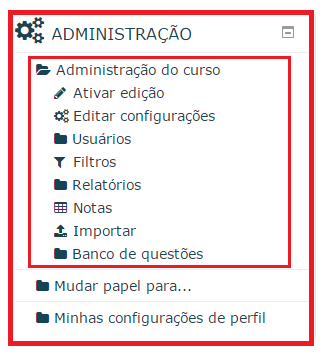 ADMINISTRAÇÃO
Administração do curso
Ativar edição
Editar configurações
Usuários
Filtros
Relatórios
Notas
Importar
Banco de questões
Mudar papel para...
Minhas configurações de perfil